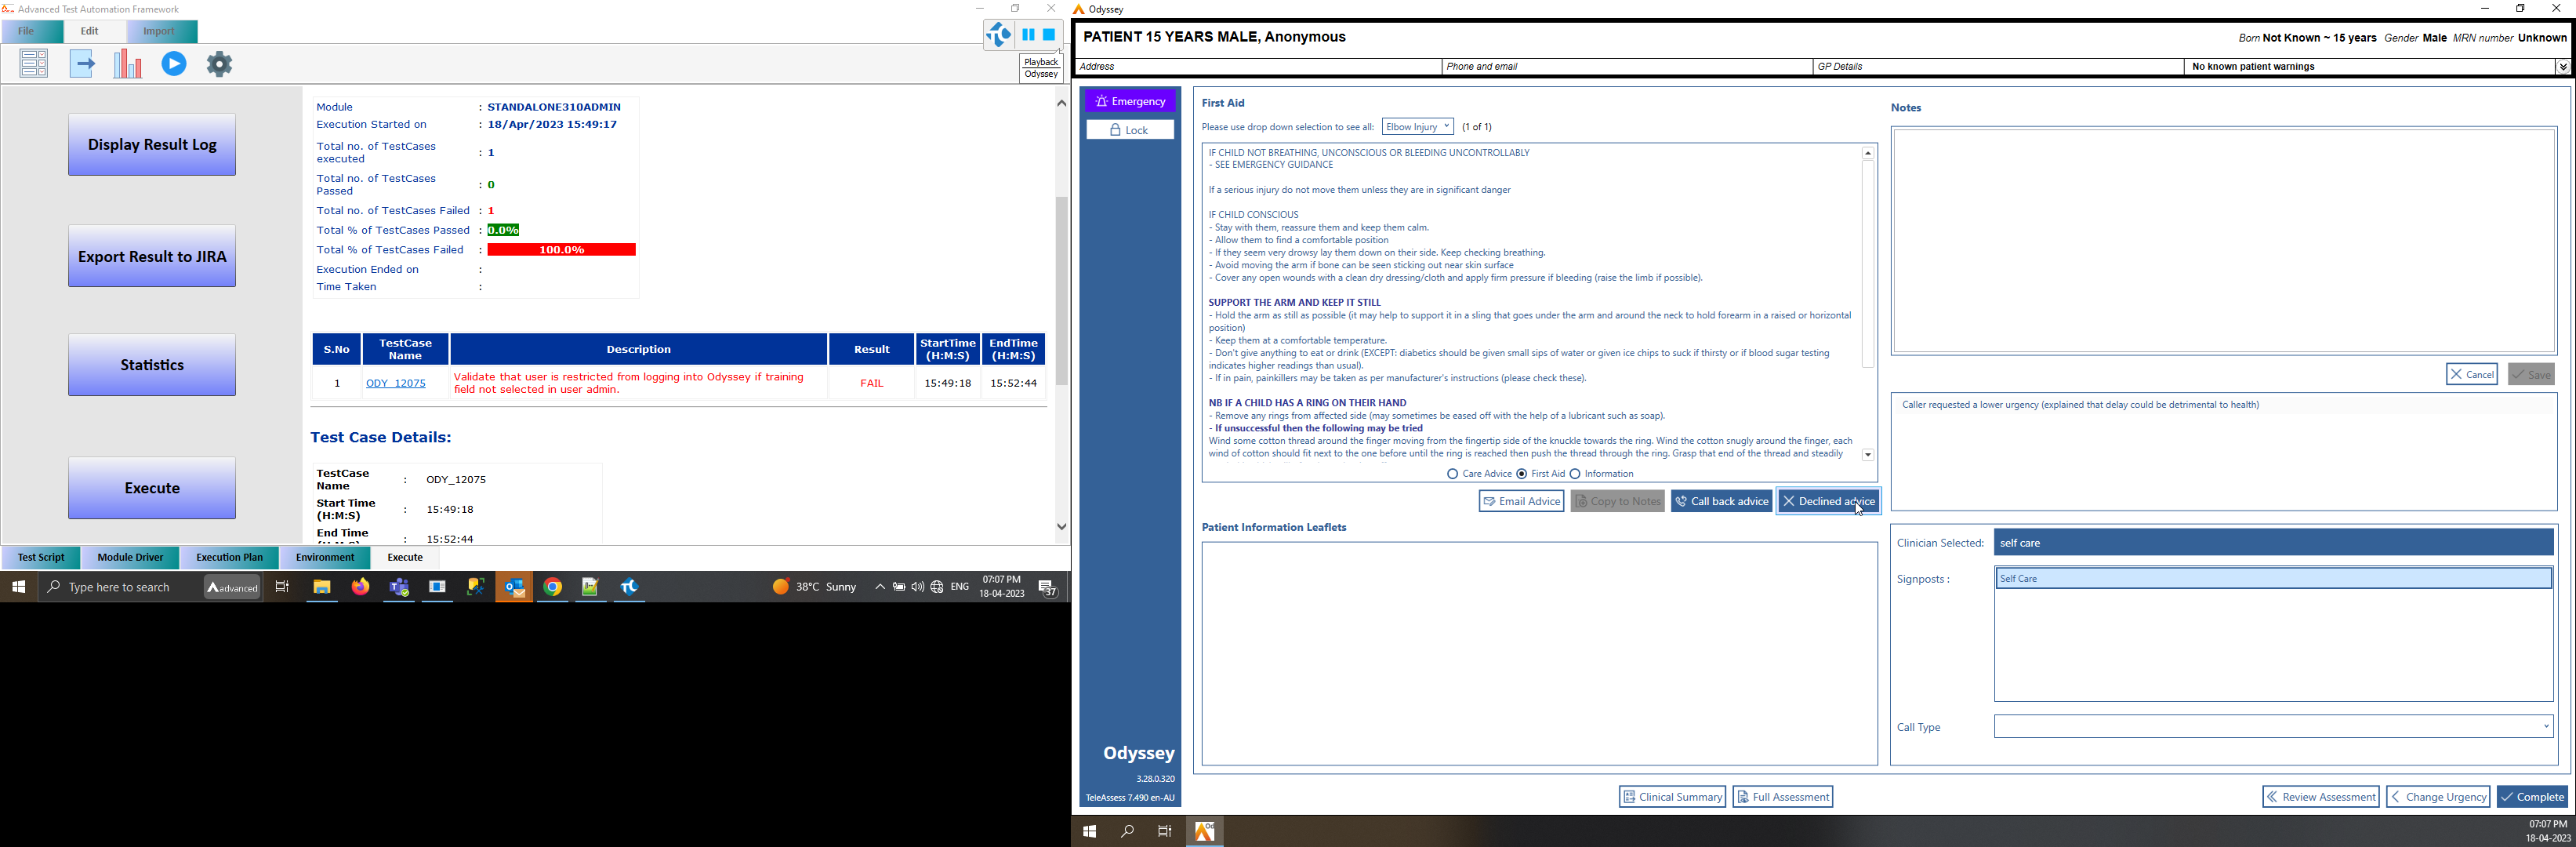 Advanced Test Automation Framework
File
Edit
Import
Playback
Odyssey
Display Result Log
Export Result to JIRA
Statistics
Execute
Module : STANDALONE310ADMIN
Execution Started on : 18/Apr/2023 15:49:17
Total no. of TestCases executed : 1
Total no. of TestCases Passed : 0
Total no. of TestCases Failed : 1
Total % of TestCases Passed : 0.0%
Total % of TestCases Failed : 100.0%
Execution Ended on :
Time Taken :
S.No TestCase Name Description Result StartTime (H:M:S) EndTime (H:M:S)
1 ODY_12075 Validate that user is restricted from logging into Odyssey if training field not selected in user admin. FAIL 15:49:18 15:52:44
Test Case Details:
TestCase Name : ODY_12075
Start Time (H:M:S) : 15:49:18
End Time : 15:52:44
Test Script
Module Driver
Execution Plan
Environment
Execute
Type here to search
advanced
38°C Sunny
ENG
07:07 PM
18-04-2023
37
Odyssey
PATIENT 15 YEARS MALE, Anonymous
Born Not Known ~ 15 years Gender Male MRN number Unknown
Address
Phone and email
GP Details
No known patient warnings
Emergency
Lock
Odyssey
3.28.0.320
TeleAssess 7.490 en-AU
First Aid
Please use drop down selection to see all: Elbow Injury (1 of 1)
IF CHILD NOT BREATHING, UNCONSCIOUS OR BLEEDING UNCONTROLLABLY
- SEE EMERGENCY GUIDANCE
If a serious injury do not move them unless they are in significant danger
IF CHILD CONSCIOUS
- Stay with them, reassure them and keep them calm.
- Allow them to find a comfortable position
- If they seem very drowsy lay them down on their side. Keep checking breathing.
- Avoid moving the arm if bone can be seen sticking out near skin surface
- Cover any open wounds with a clean dry dressing/cloth and apply firm pressure if bleeding (raise the limb if possible).
SUPPORT THE ARM AND KEEP IT STILL
- Hold the arm as still as possible (it may help to support it in a sling that goes under the arm and around the neck to hold forearm in a raised or horizontal
position)
- Keep them at a comfortable temperature.
- Don't give anything to eat or drink (EXCEPT: diabetics should be given small sips of water or given ice chips to suck if thirsty or if blood sugar testing
indicates higher readings than usual).
- If in pain, painkillers may be taken as per manufacturer's instructions (please check these).
NB IF A CHILD HAS A RING ON THEIR HAND
- Remove any rings from affected side (may sometimes be eased off with the help of a lubricant such as soap).
- If unsuccessful then the following may be tried
Wind some cotton thread around the finger moving from the fingertip side of the knuckle towards the ring. Wind the cotton snugly around the finger, each
wind of cotton should fit next to the one before until the ring is reached then push the thread through the ring. Grasp that end of the thread and steadily
Care Advice First Aid Information
Email Advice
Copy to Notes
Call back advice
Declined advice
Patient Information Leaflets
Notes
Cancel
Save
Caller requested a lower urgency (explained that delay could be detrimental to health)
Clinician Selected: self care
Signposts : Self Care
Call Type
Clinical Summary
Full Assessment
Review Assessment
Change Urgency
Complete
07:07 PM
18-04-2023